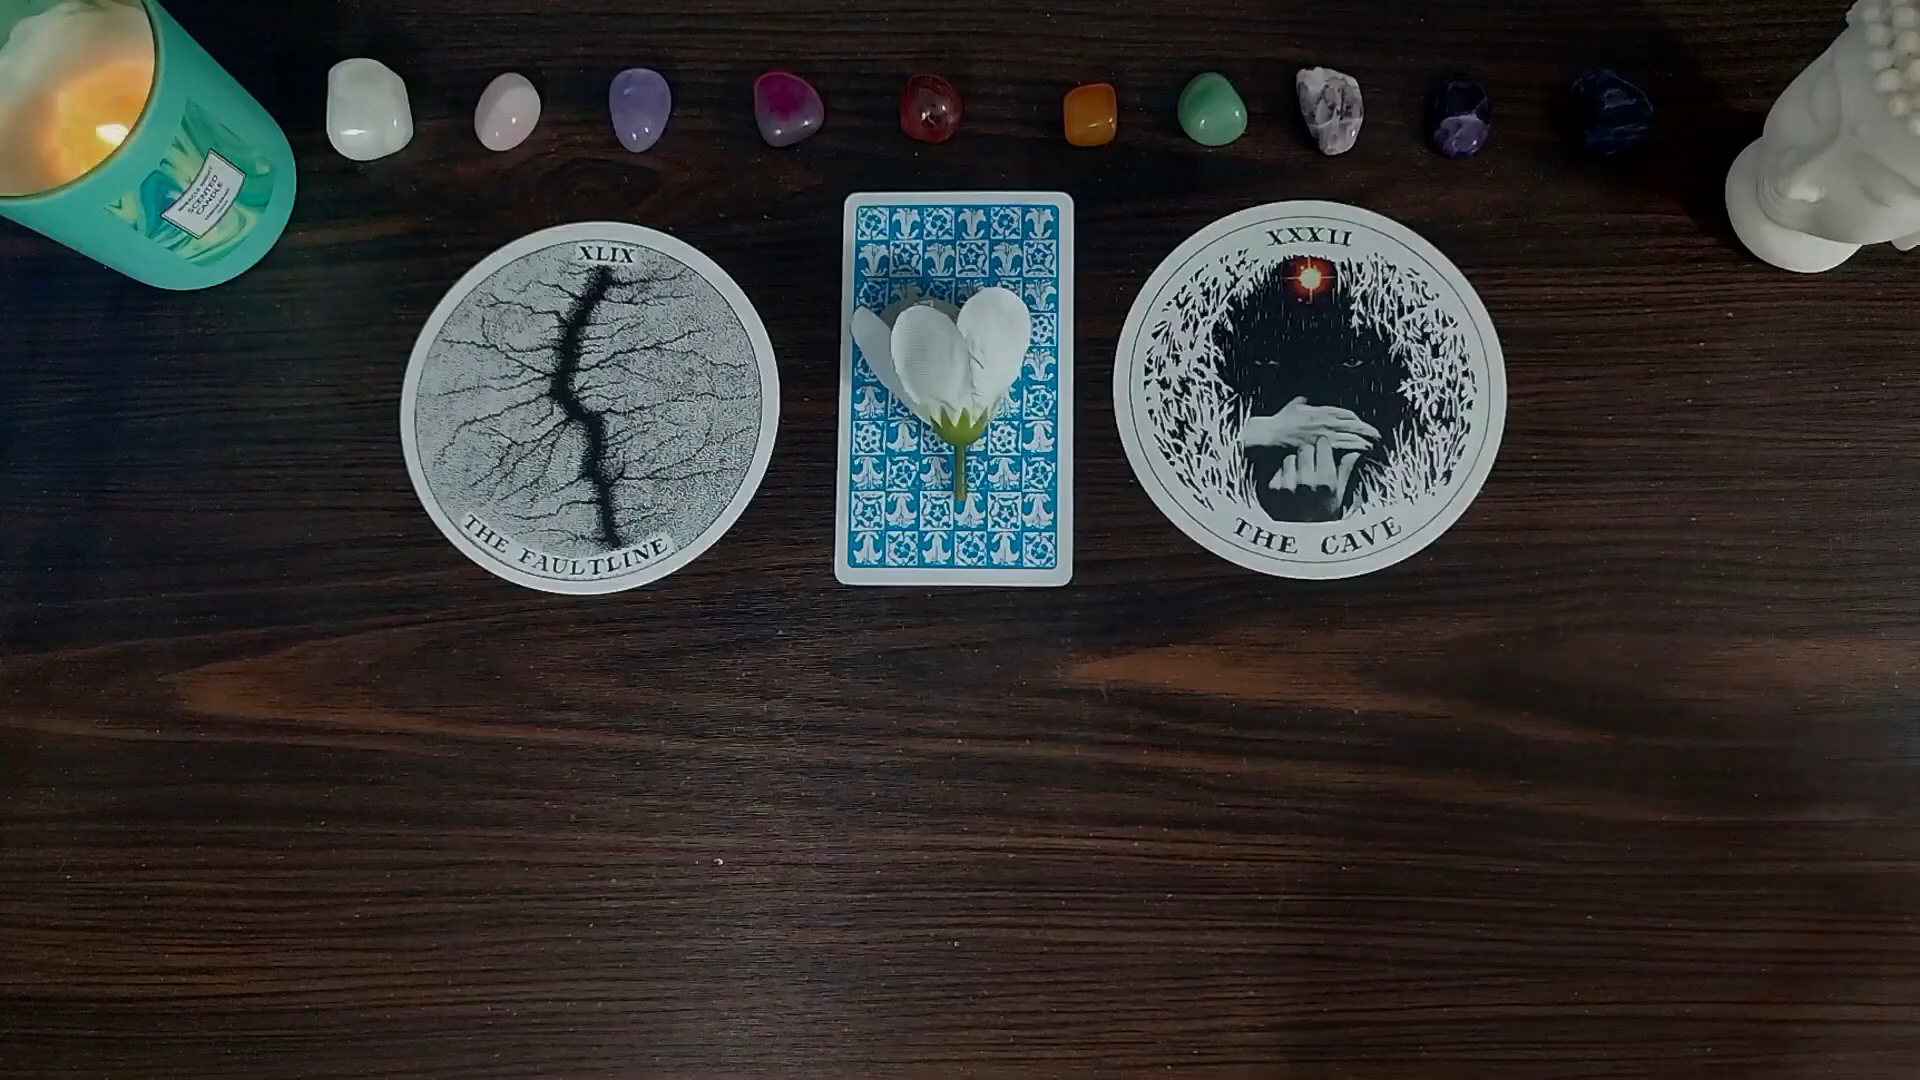 SCENTED
CANDLE
XLIX
THE FAULTLINE
XXXII
THE CAVE